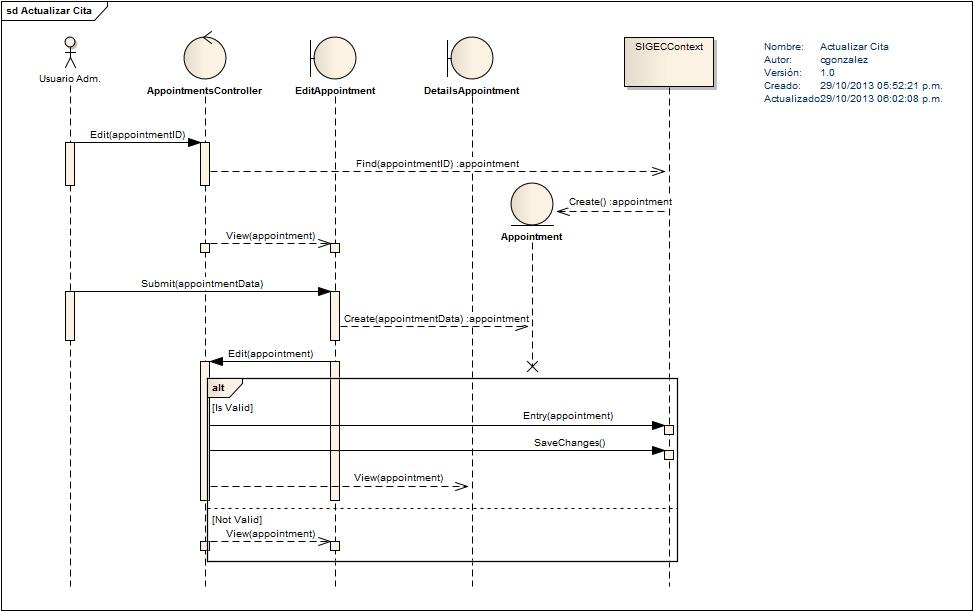 sd Actualizar Cita
Usuario Adm.
AppointmentsController
EditAppointment
DetailsAppointment
SIGECContext
Nombre: Actualizar Cita
Autor: cgonzalez
Versión: 1.0
Creado: 29/10/2013 05:52:21 p.m.
Actualizado29/10/2013 06:02:08 p.m.
Edit(appointmentID)
Find(appointmentID) :appointment
Create() :appointment
Appointment
View(appointment)
Submit(appointmentData)
Create(appointmentData) :appointment
Edit(appointment)
alt
[Is Valid]
Entry(appointment)
SaveChanges()
View(appointment)
[Not Valid]
View(appointment)